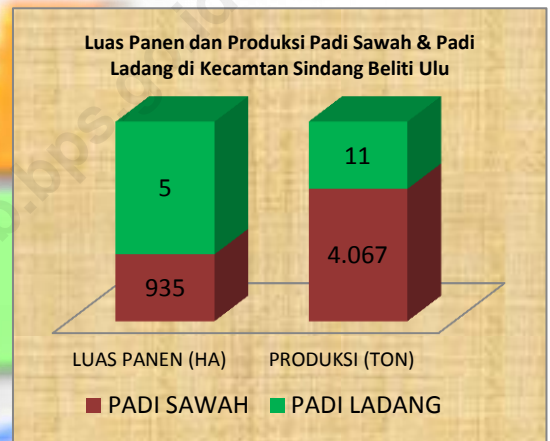 Luas Panen dan Produksi Padi Sawah & Padi
Ladang di Kecamtan Sindang Beliti Ulu
5
11
935
4.067
LUAS PANEN (HA) PRODUKSI (TON)
PADI SAWAH PADI LADANG